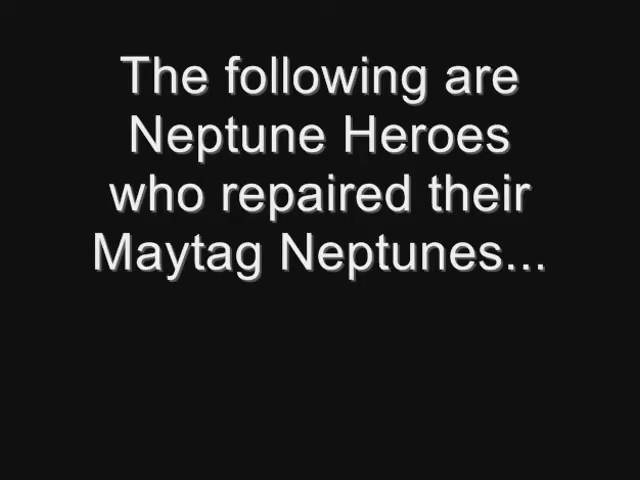 The following are
Neptune Heroes
who repaired their
Maytag Neptunes...